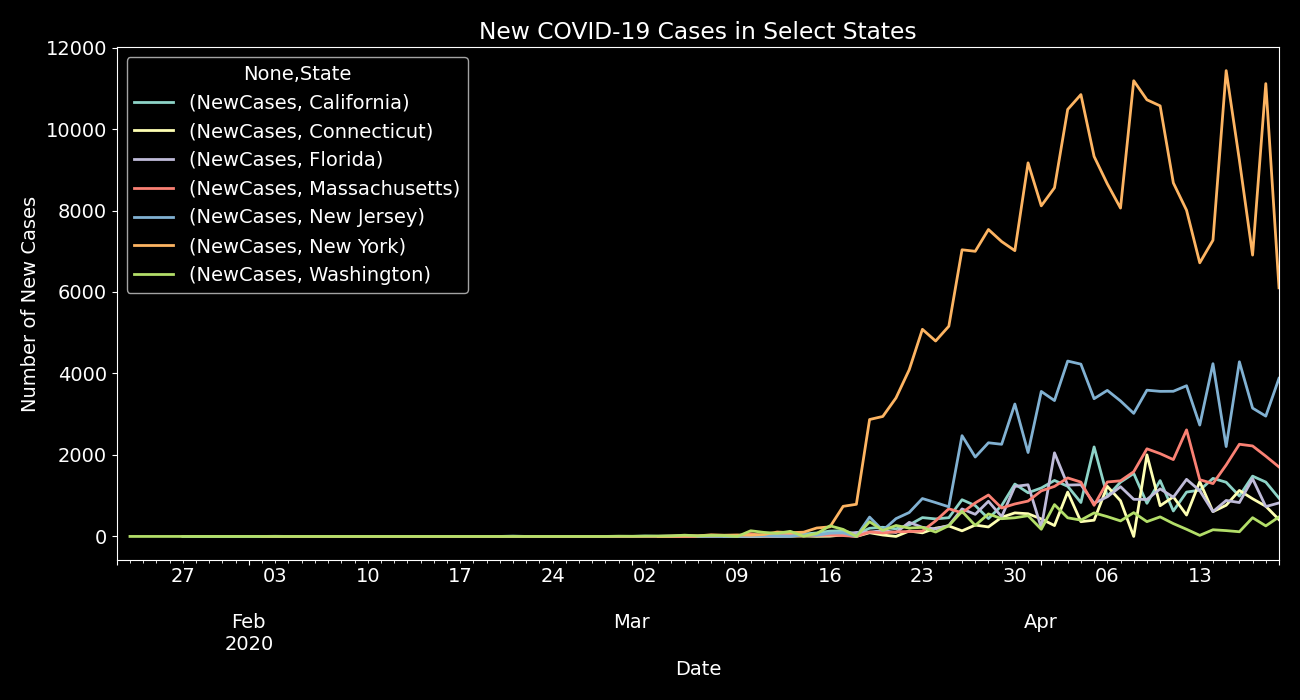 New COVID-19 Cases in Select States
12000
10000
8000
6000
4000
2000
0
Number of New Cases
None,State
(NewCases, California)
(NewCases, Connecticut)
(NewCases, Florida)
(NewCases, Massachusetts)
(NewCases, New Jersey)
(NewCases, New York)
(NewCases, Washington)
27 03 10 17 24 02 09 16 23 30 06 13
Feb Mar Apr
2020
Date